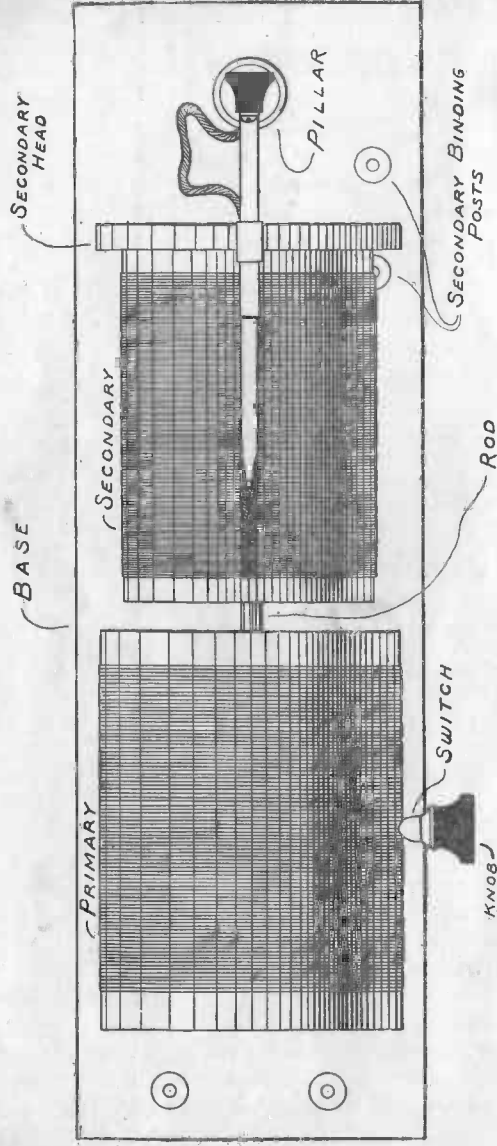 BASE
PRIMARY
SECONDARY
SECONDARY
HEAD
PILLAR
SECONDARY BINDING
POSTS
ROD
SWITCH
KNOB